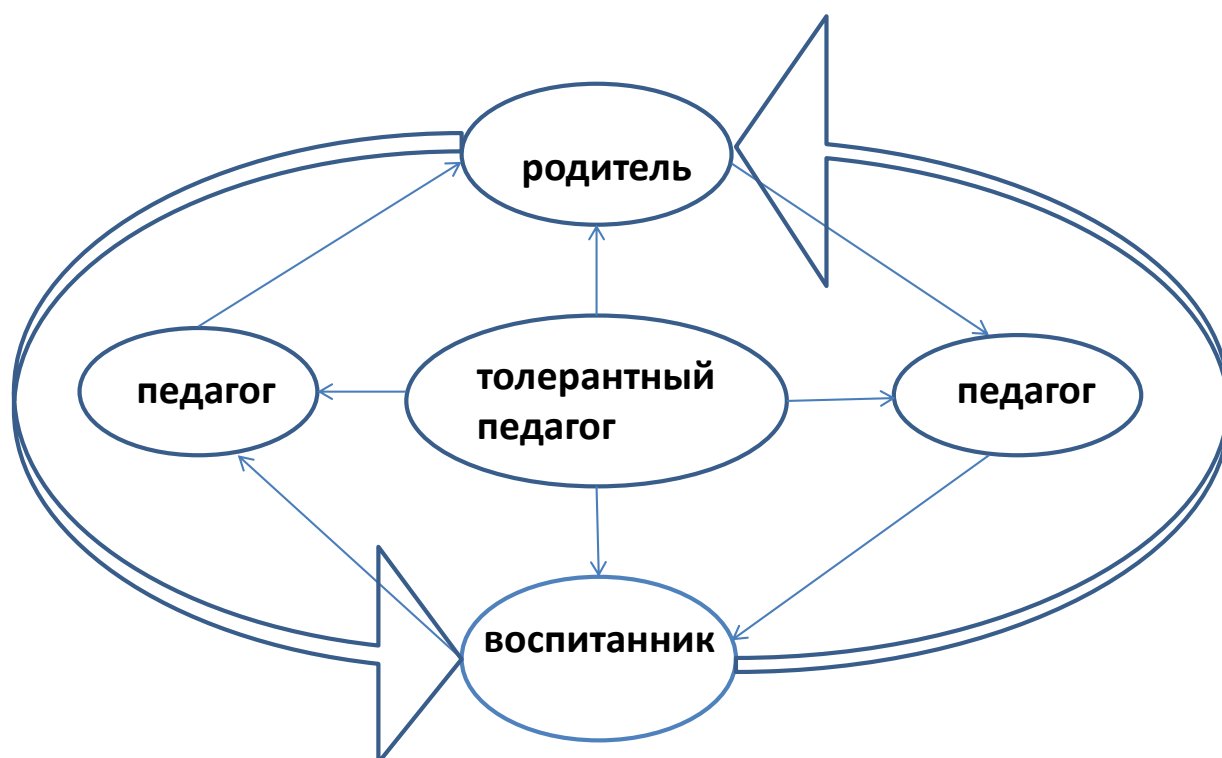 родитель
педагог
толерантный
педагог
педагог
воспитанник